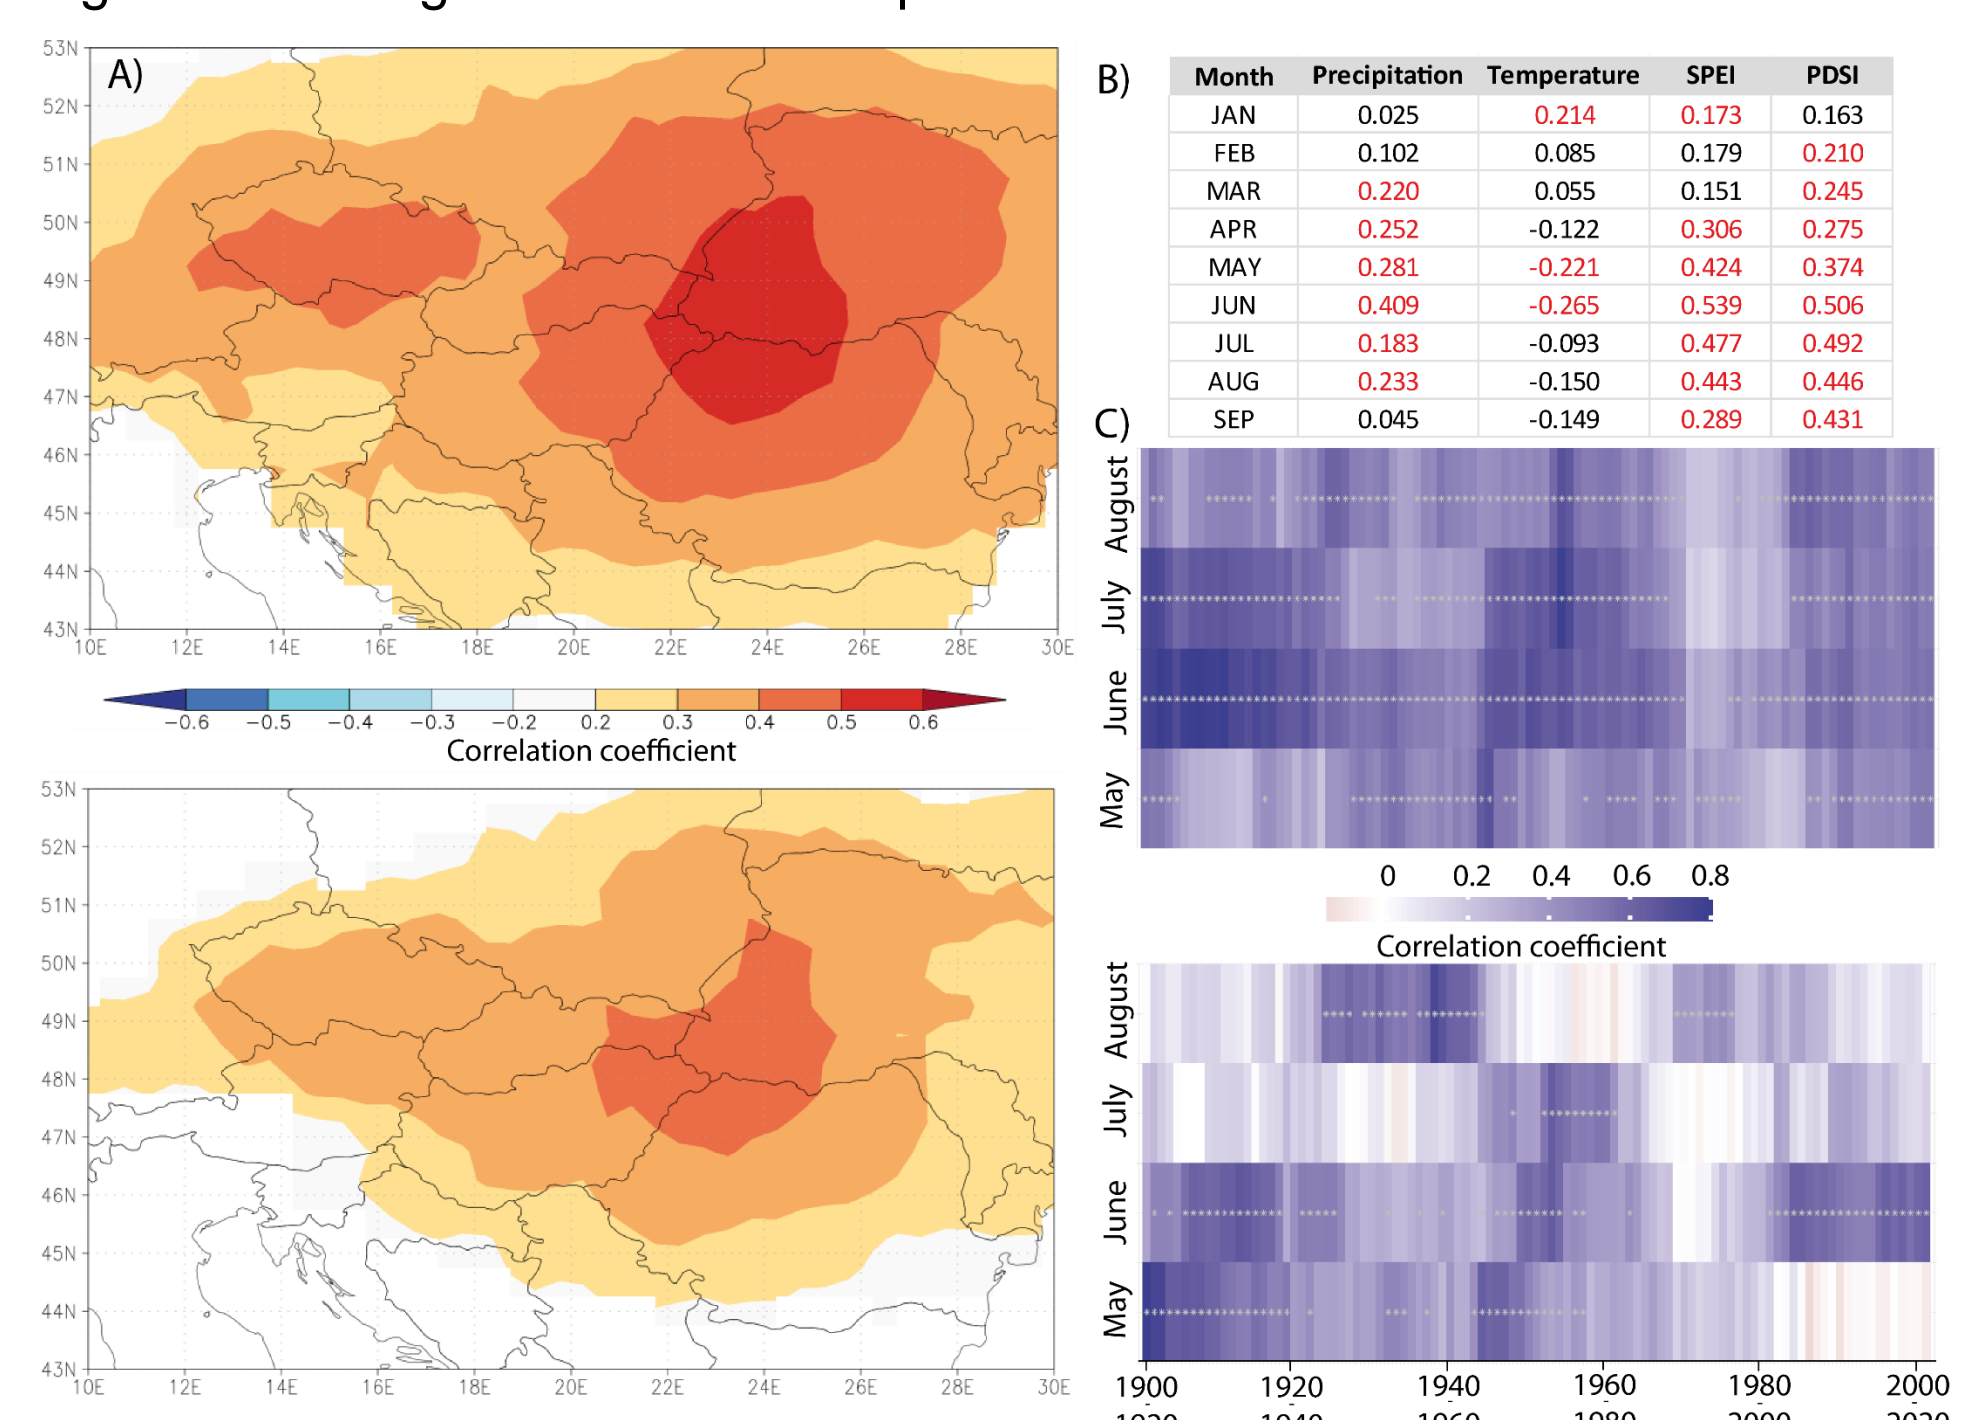 A)
53N
52N
51N
50N
49N
48N
47N
46N
45N
44N
43N
10E 12E 14E 16E 18E 20E 22E 24E 26E 28E 30E
−0.6 −0.5 −0.4 −0.3 −0.2 0.2 0.3 0.4 0.5 0.6
Correlation coefficient
53N
52N
51N
50N
49N
48N
47N
46N
45N
44N
43N
10E 12E 14E 16E 18E 20E 22E 24E 26E 28E 30E
B)
Month Precipitation Temperature SPEI PDSI
JAN 0.025 0.214 0.173 0.163
FEB 0.102 0.085 0.179 0.210
MAR 0.220 0.055 0.151 0.245
APR 0.252 -0.122 0.306 0.275
MAY 0.281 -0.221 0.424 0.374
JUN 0.409 -0.265 0.539 0.506
JUL 0.183 -0.093 0.477 0.492
AUG 0.233 -0.150 0.443 0.446
SEP 0.045 -0.149 0.289 0.431
C)
August
July
June
May
0 0.2 0.4 0.6 0.8
Correlation coefficient
August
July
June
May
1900 1920 1940 1960 1980 2000
- - - - - -
1920 1940 1960 1980 2000 2020